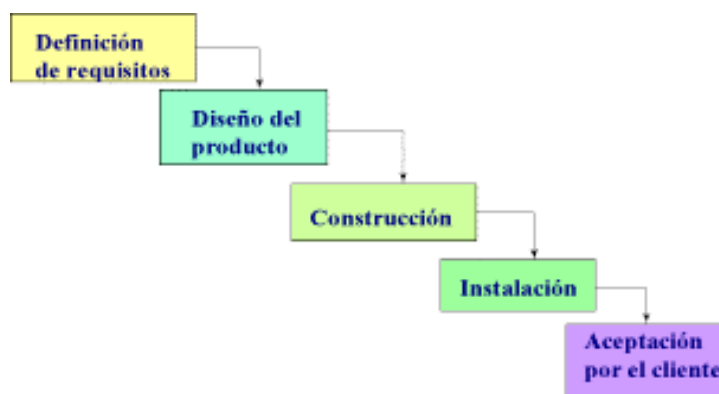 Definición
de requisitos
Diseño del
producto
Construcción
Instalación
Aceptación
por el cliente